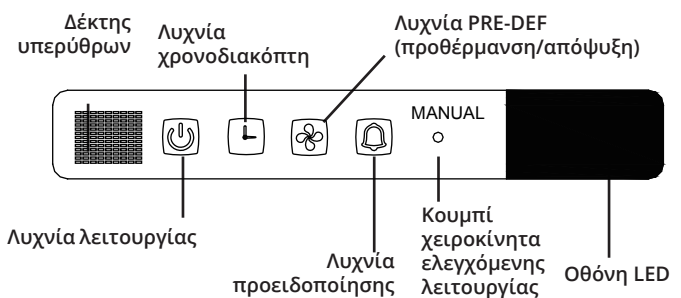 Δέκτης
υπερύθρων
Λυχνία
χρονοδιακόπτη
Λυχνία PRE-DEF
(προθέρμανση/απόψυξη)
MANUAL
Λυχνία λειτουργίας
Λυχνία
προειδοποίησης
Κουμπί
χειροκίνητα
ελεγχόμενης
λειτουργίας
Οθόνη LED